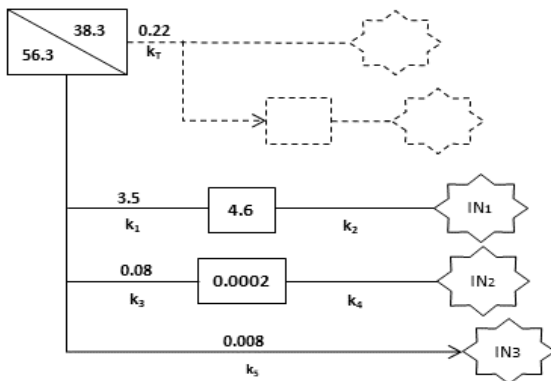 38.3
56.3
0.22
k_T
3.5
k₁
4.6
k₂
IN₁
0.08
k₃
0.0002
k₄
IN₂
0.008
k₅
IN3